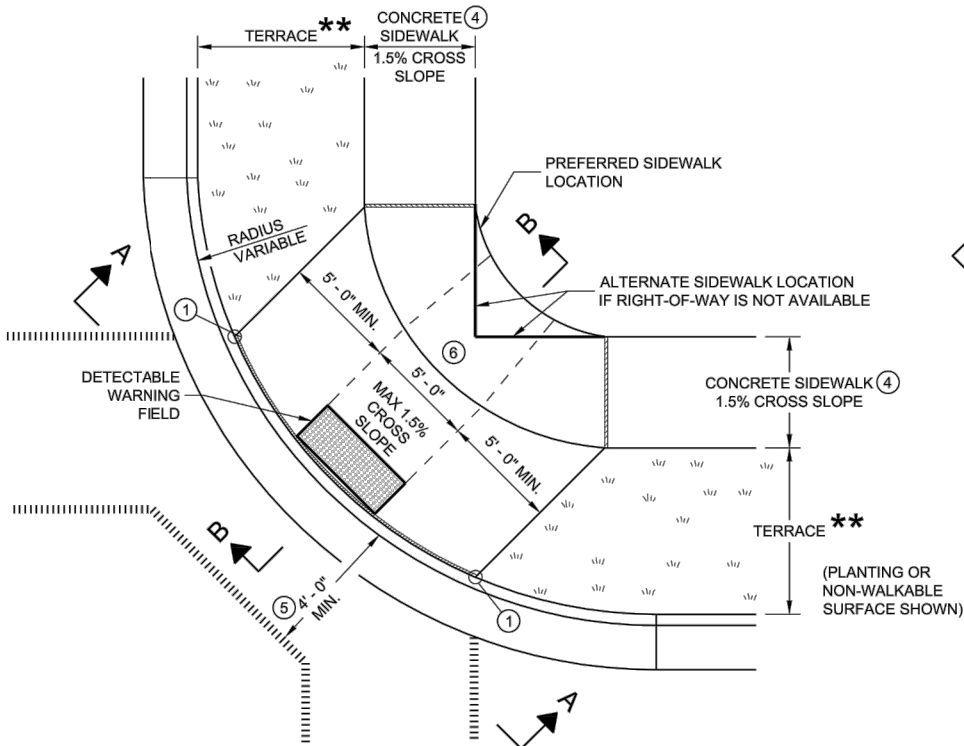 TERRACE **
CONCRETE ④
SIDEWALK
1.5% CROSS
SLOPE
PREFERRED SIDEWALK
LOCATION
B
RADIUS
VARIABLE
A
ALTERNATE SIDEWALK LOCATION
IF RIGHT-OF-WAY IS NOT AVAILABLE
5' - 0" MIN.
①
⑥
DETECTABLE
WARNING
FIELD
5' - 0"
MAX 1.5%
CROSS
SLOPE
5' - 0" MIN.
CONCRETE SIDEWALK ④
1.5% CROSS SLOPE
TERRACE **
(PLANTING OR
NON-WALKABLE
SURFACE SHOWN)
B
⑤ 4' - 0"
MIN.
①
A